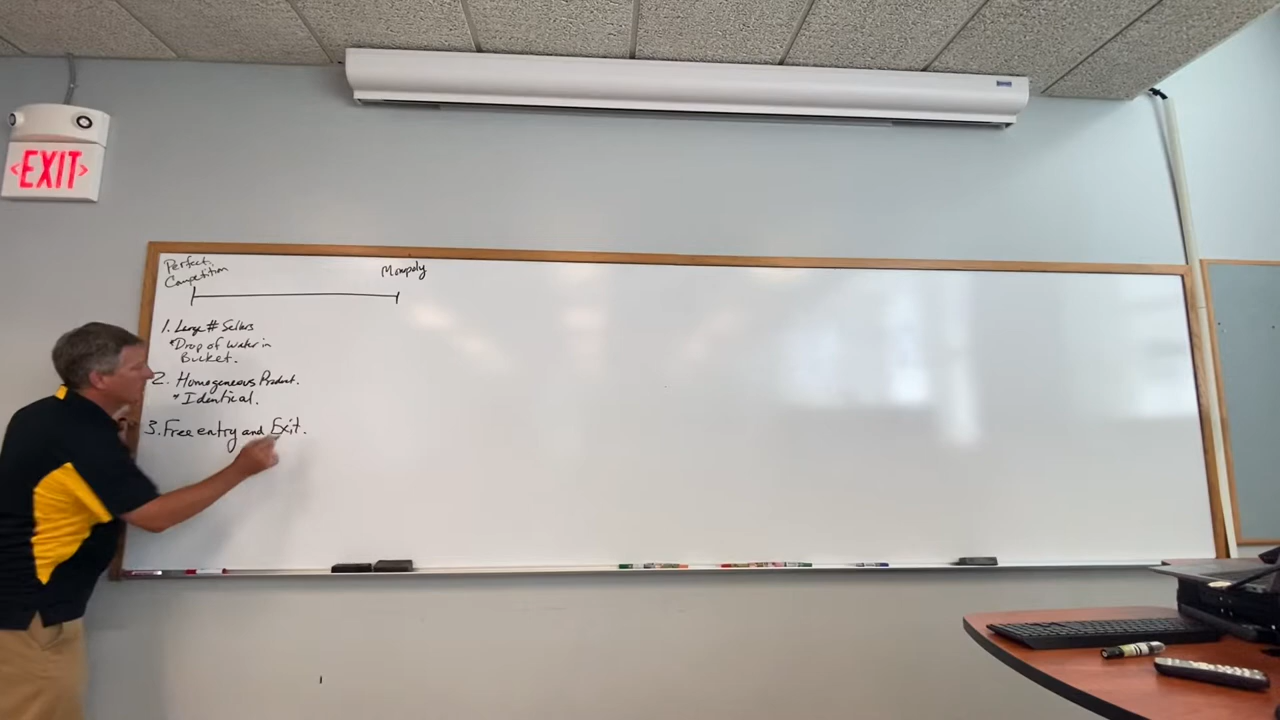 <EXIT>
Perfect
Competition
Monopoly
1. Large # Sellers
*Drop of Water in
Bucket.
2. Homogeneous Product.
* Identical.
3. Free entry and Exit.